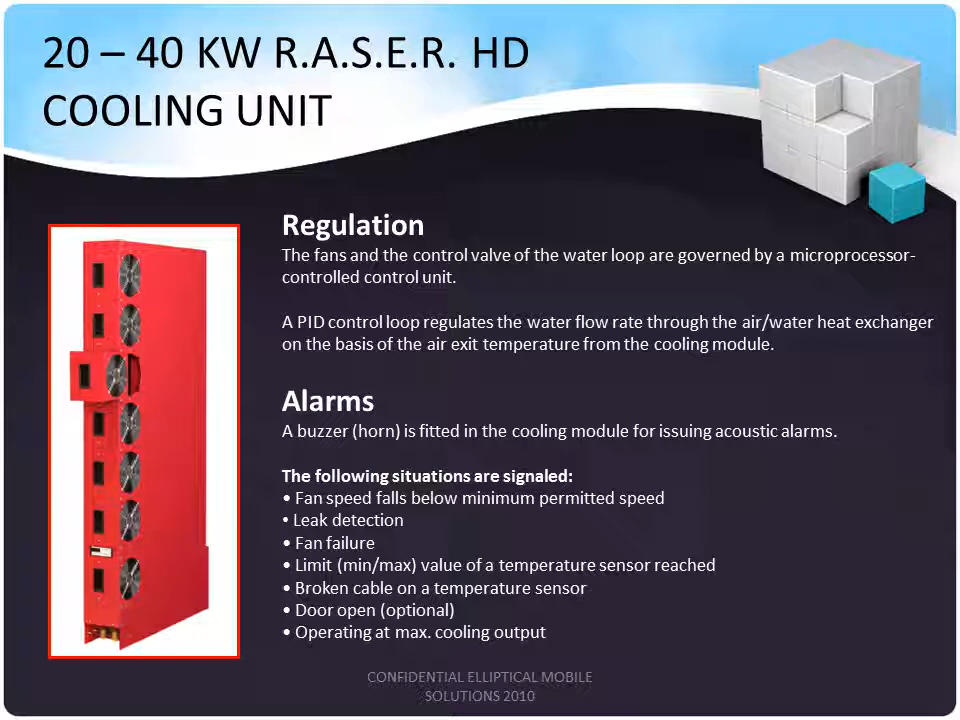 20 – 40 KW R.A.S.E.R. HD
COOLING UNIT
Regulation
The fans and the control valve of the water loop are governed by a microprocessor-
controlled control unit.
A PID control loop regulates the water flow rate through the air/water heat exchanger
on the basis of the air exit temperature from the cooling module.
Alarms
A buzzer (horn) is fitted in the cooling module for issuing acoustic alarms.
The following situations are signaled:
• Fan speed falls below minimum permitted speed
• Leak detection
• Fan failure
• Limit (min/max) value of a temperature sensor reached
• Broken cable on a temperature sensor
• Door open (optional)
• Operating at max. cooling output
CONFIDENTIAL ELLIPTICAL MOBILE
SOLUTIONS 2010